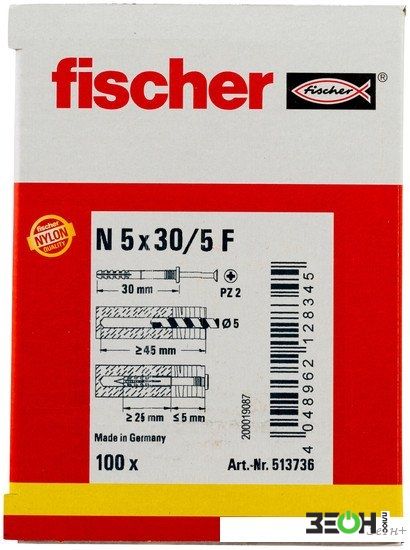 fischer
fischer ®
fischer
NYLON
QUALITY
N 5 x 30/5 F
30 mm
PZ 2
Ø 5
≥ 45 mm
≥ 25 mm ≤ 5 mm
Made in Germany
100 x
Art.-Nr. 513736
200019087
4 048962 128345
ЗЕОН